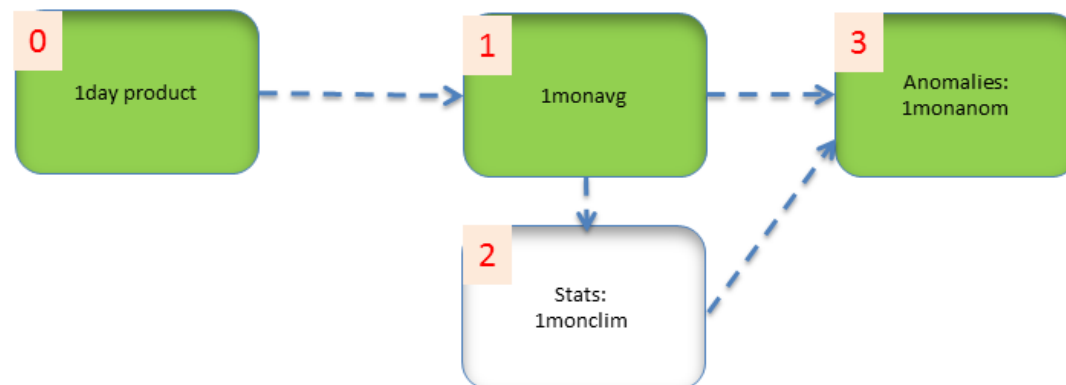 0
1day product
1
1monavg
3
Anomalies:
1monanom
2
Stats:
1monclim